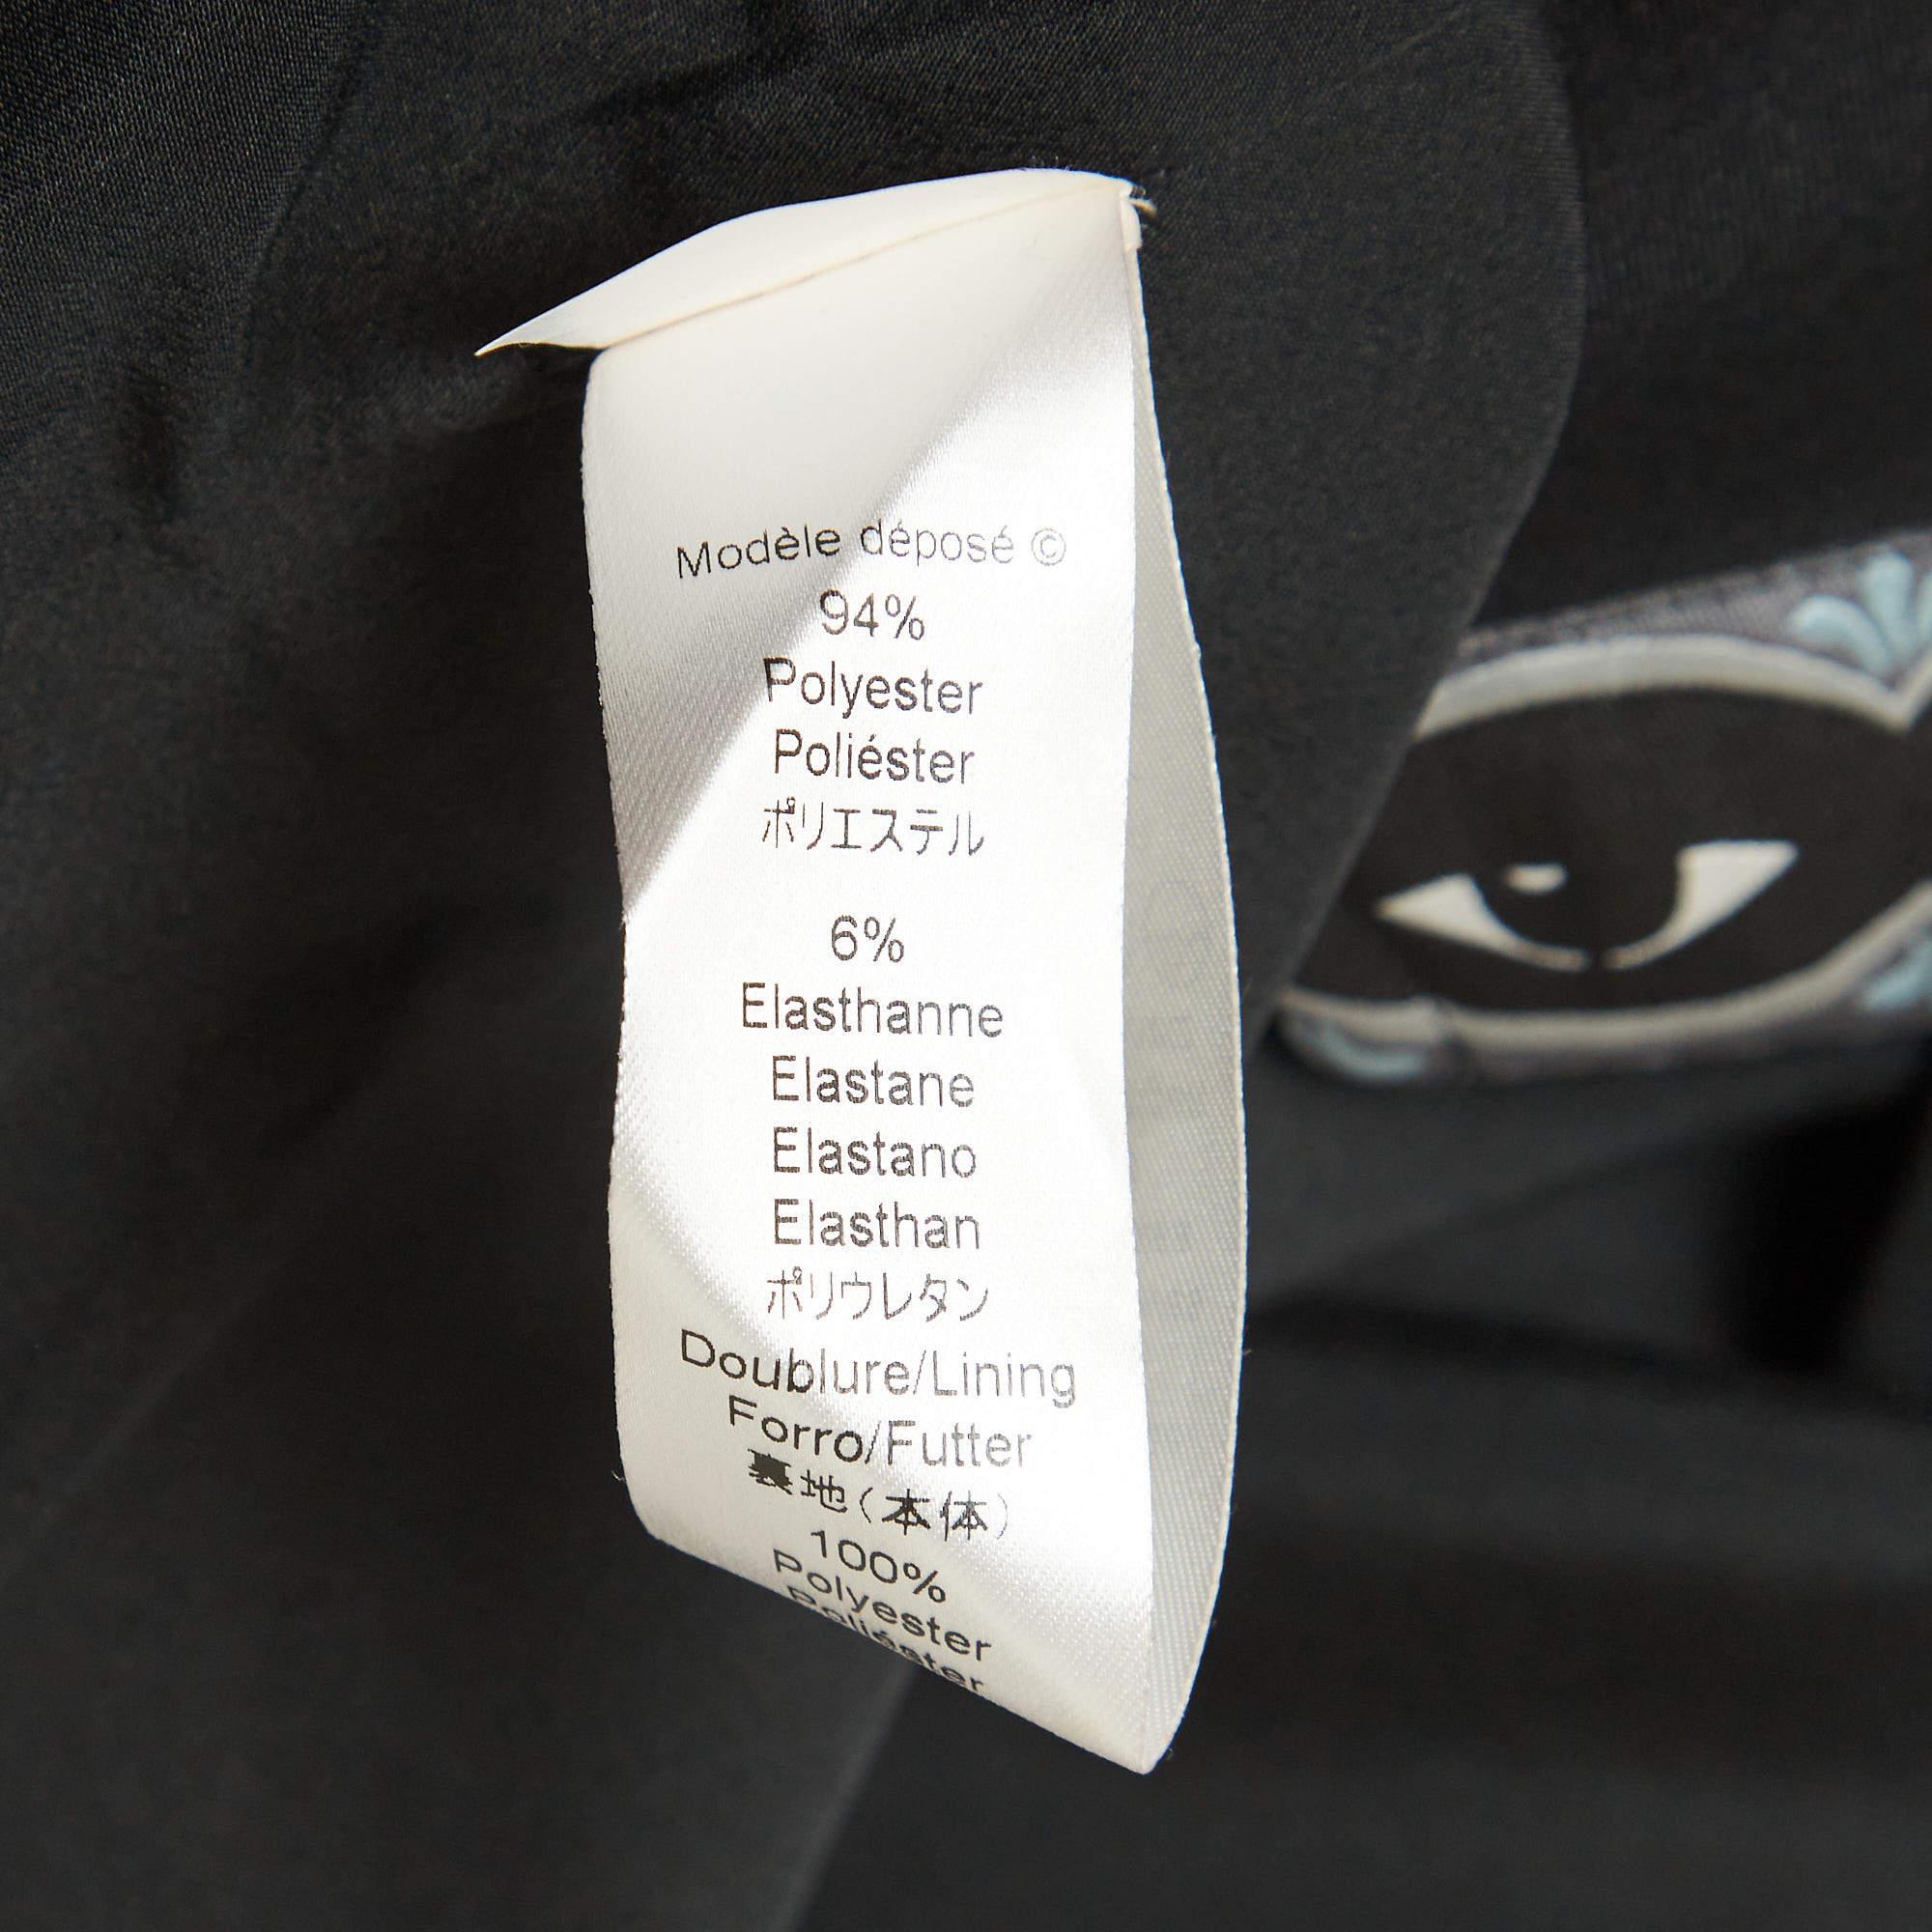 Modèle déposé ©
94%
Polyester
Poliéster
ポリエステル
6%
Elasthanne
Elastane
Elastano
Elasthan
ポリウレタン
Doublure/Lining
Forro/Futter
裏地(本体)
100%
Polyester
Poliéster